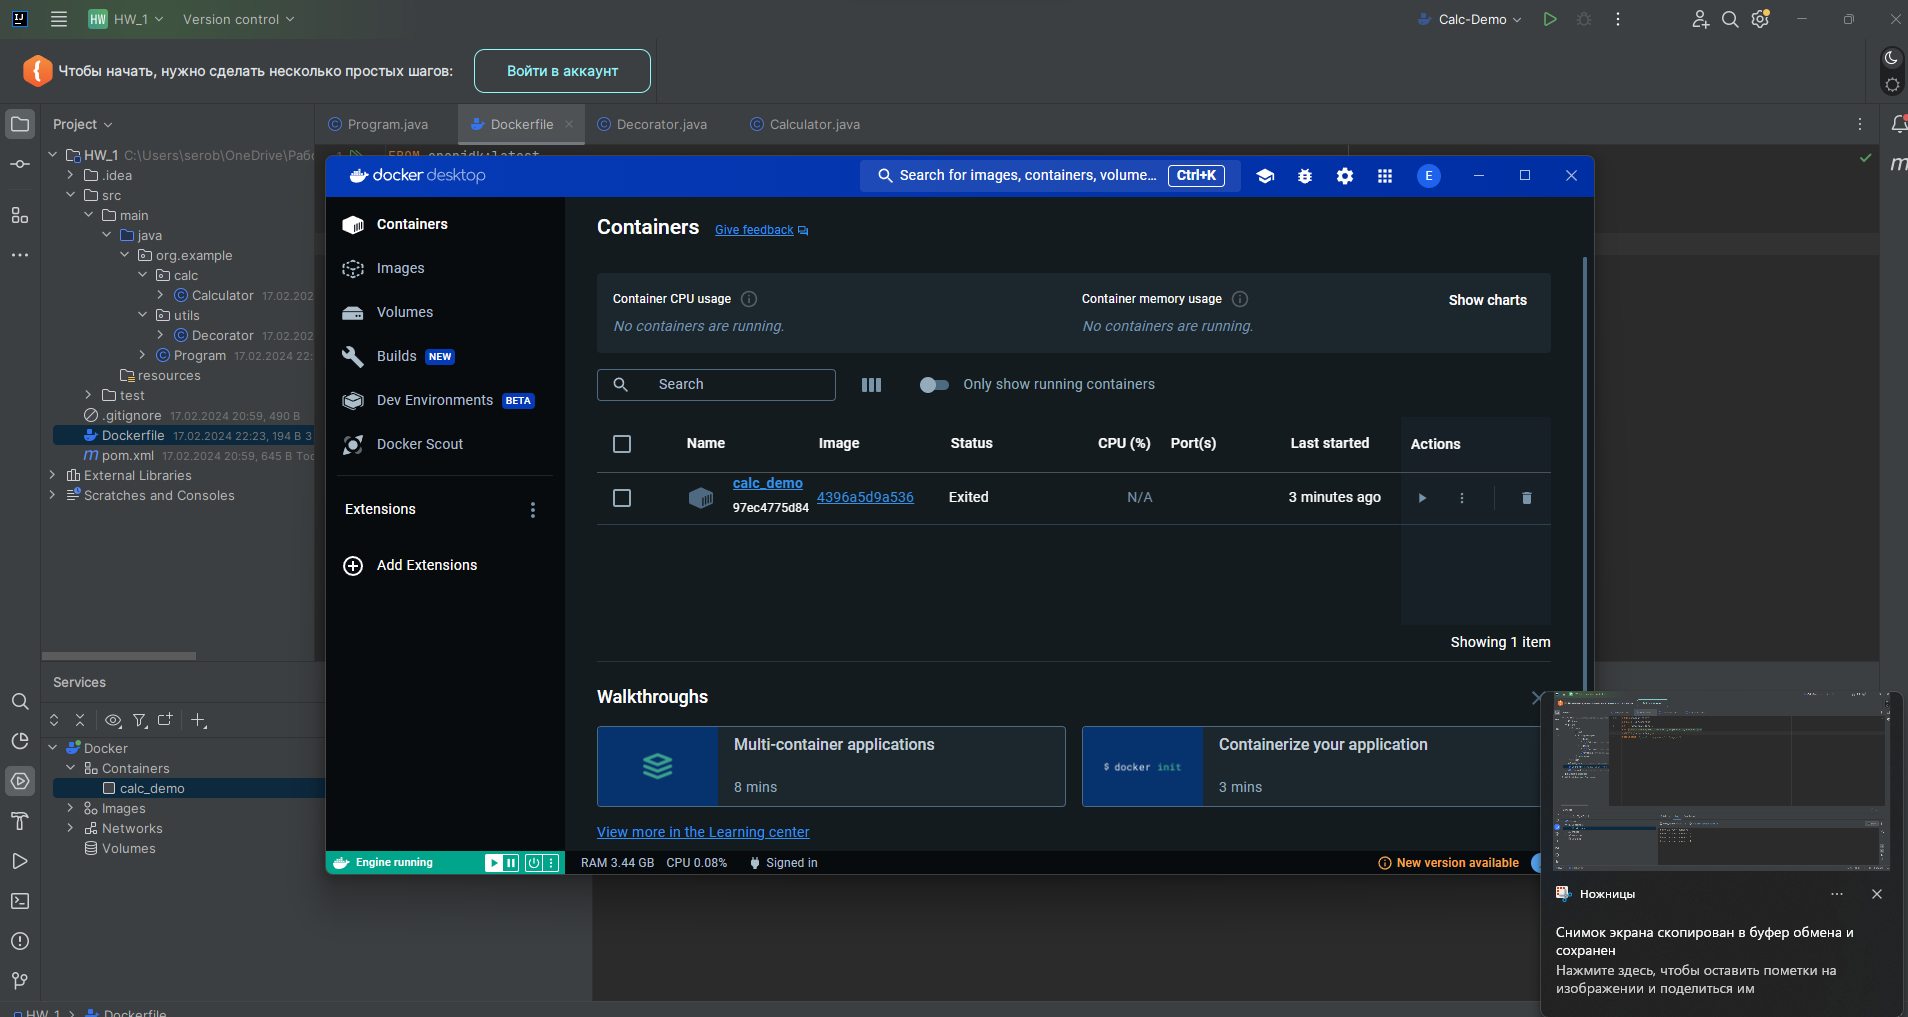 HW HW_1 Version control Calc-Demo
Чтобы начать, нужно сделать несколько простых шагов: Войти в аккаунт
Project
Program.java Dockerfile Decorator.java Calculator.java
HW_1 C:\Users\serob\OneDrive\Рабо
.idea
src
main
java
org.example
calc
Calculator 17.02.202
utils
Decorator 17.02.202
Program 17.02.2024 22:
resources
test
.gitignore 17.02.2024 20:59, 490 B
Dockerfile 17.02.2024 22:23, 194 B 3
pom.xml 17.02.2024 20:59, 645 B Toc
External Libraries
Scratches and Consoles
FROM openjdk:latest
docker desktop
Search for images, containers, volume... Ctrl+K
E
Containers
Images
Volumes
Builds NEW
Dev Environments BETA
Docker Scout
Extensions
Add Extensions
Containers Give feedback
Container CPU usage
No containers are running.
Container memory usage
No containers are running.
Show charts
Search
Only show running containers
Name Image Status CPU (%) Port(s) Last started Actions
calc_demo
97ec4775d84
4396a5d9a536 Exited N/A 3 minutes ago
Showing 1 item
Walkthroughs
Multi-container applications
8 mins
$ docker init
Containerize your application
3 mins
View more in the Learning center
Engine running
RAM 3.44 GB CPU 0.08% Signed in
New version available
Services
Docker
Containers
calc_demo
Images
Networks
Volumes
Ножницы
Снимок экрана скопирован в буфер обмена и
сохранен
Нажмите здесь, чтобы оставить пометки на
изображении и поделиться им
HW_1 Dockerfile